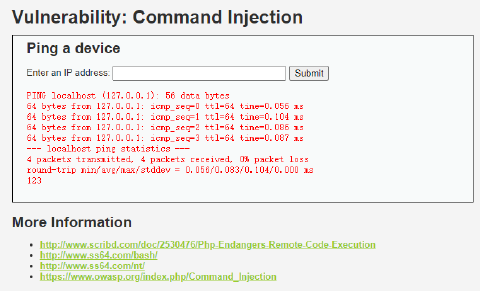 Vulnerability: Command Injection
Ping a device
Enter an IP address: Submit
PING localhost (127.0.0.1): 56 data bytes
64 bytes from 127.0.0.1: icmp_seq=0 ttl=64 time=0.056 ms
64 bytes from 127.0.0.1: icmp_seq=1 ttl=64 time=0.104 ms
64 bytes from 127.0.0.1: icmp_seq=2 ttl=64 time=0.086 ms
64 bytes from 127.0.0.1: icmp_seq=3 ttl=64 time=0.087 ms
--- localhost ping statistics ---
4 packets transmitted, 4 packets received, 0% packet loss
round-trip min/avg/max/stddev = 0.056/0.083/0.104/0.000 ms
123
More Information
http://www.scribd.com/doc/2530476/Php-Endangers-Remote-Code-Execution
http://www.ss64.com/bash/
http://www.ss64.com/nt/
https://www.owasp.org/index.php/Command_Injection